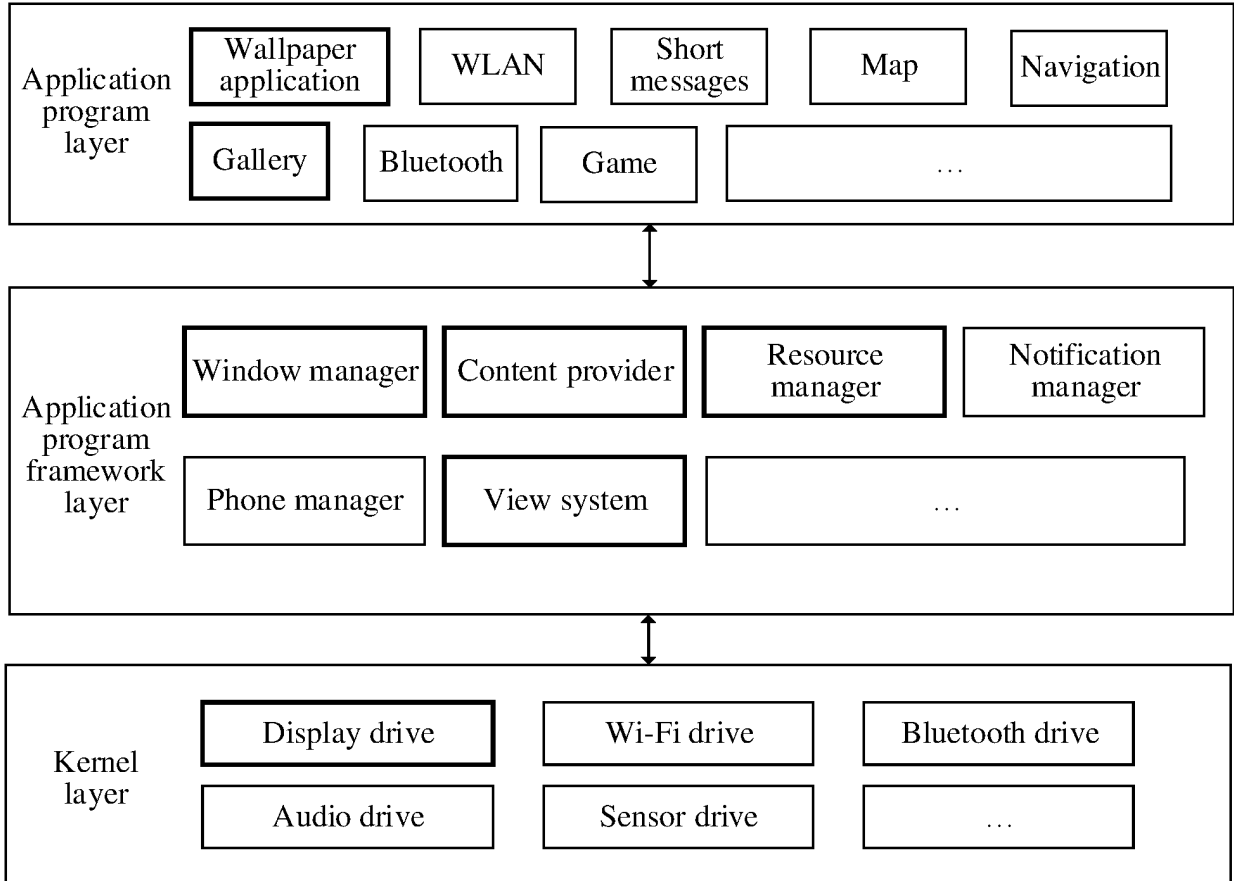 Application
program
layer
Wallpaper
application
WLAN
Short
messages
Map
Navigation
Gallery
Bluetooth
Game
...
Application
program
framework
layer
Window manager
Content provider
Resource
manager
Notification
manager
Phone manager
View system
...
Kernel
layer
Display drive
Wi-Fi drive
Bluetooth drive
Audio drive
Sensor drive
...